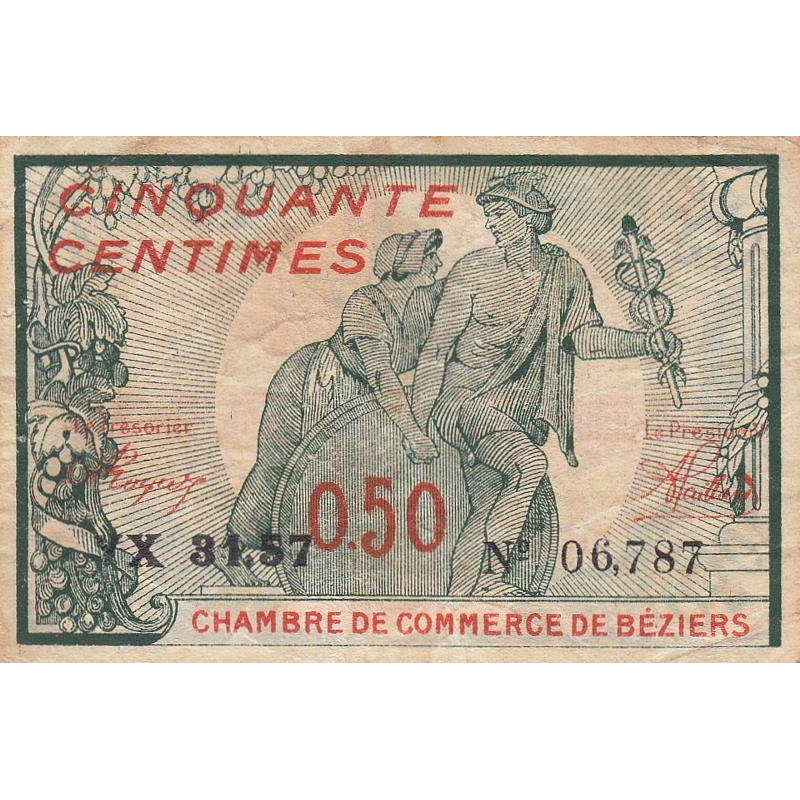 CINQUANTE
CENTIMES
Le Trésorier
Le Président
0.50
X 31.57
Nº 06,787
CHAMBRE DE COMMERCE DE BÉZIERS